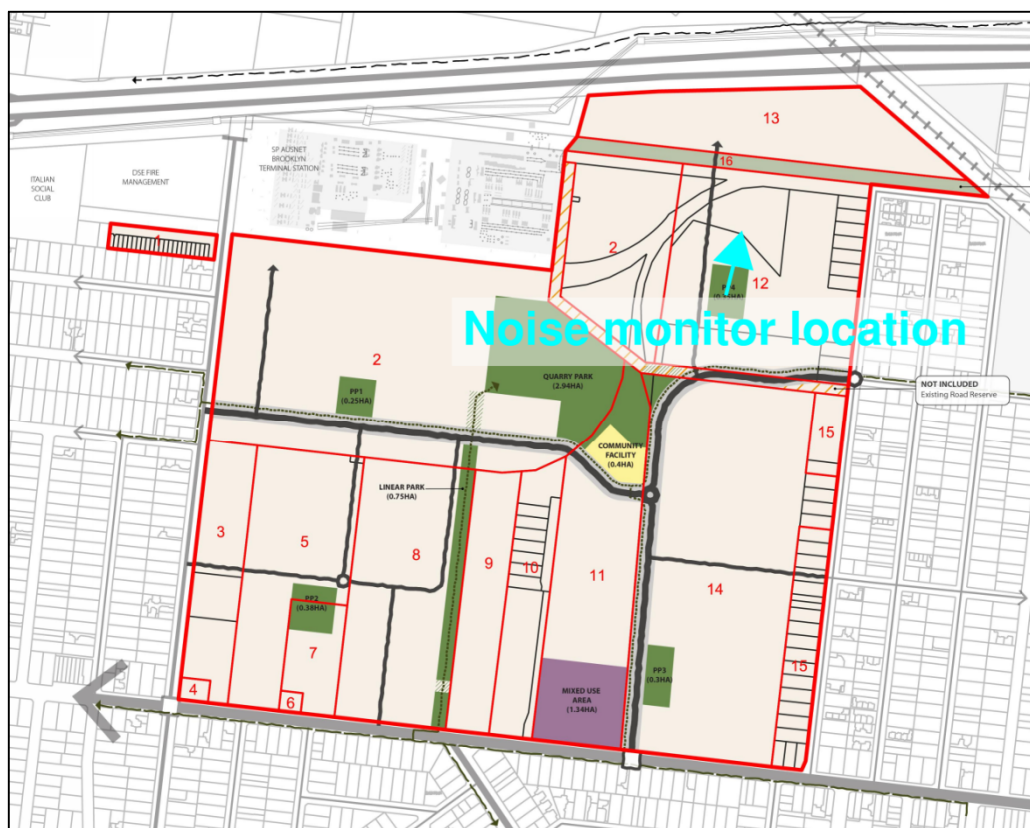 13
SP AUSNET
BROOKLYN
TERMINAL STATION
16
DSE FIRE
MANAGEMENT
ITALIAN
SOCIAL
CLUB
1
2
12
PP4
Noise monitor location
2
QUARRY PARK
(2.94HA)
NOT INCLUDED
Existing Road Reserve
PP1
(0.25HA)
15
COMMUNITY
FACILITY
(0.4HA)
LINEAR PARK
(0.75HA)
3
5
8
9
10
11
14
PP2
(0.38HA)
7
PP3
(0.3HA)
15
4
6
MIXED USE
AREA
(1.34HA)